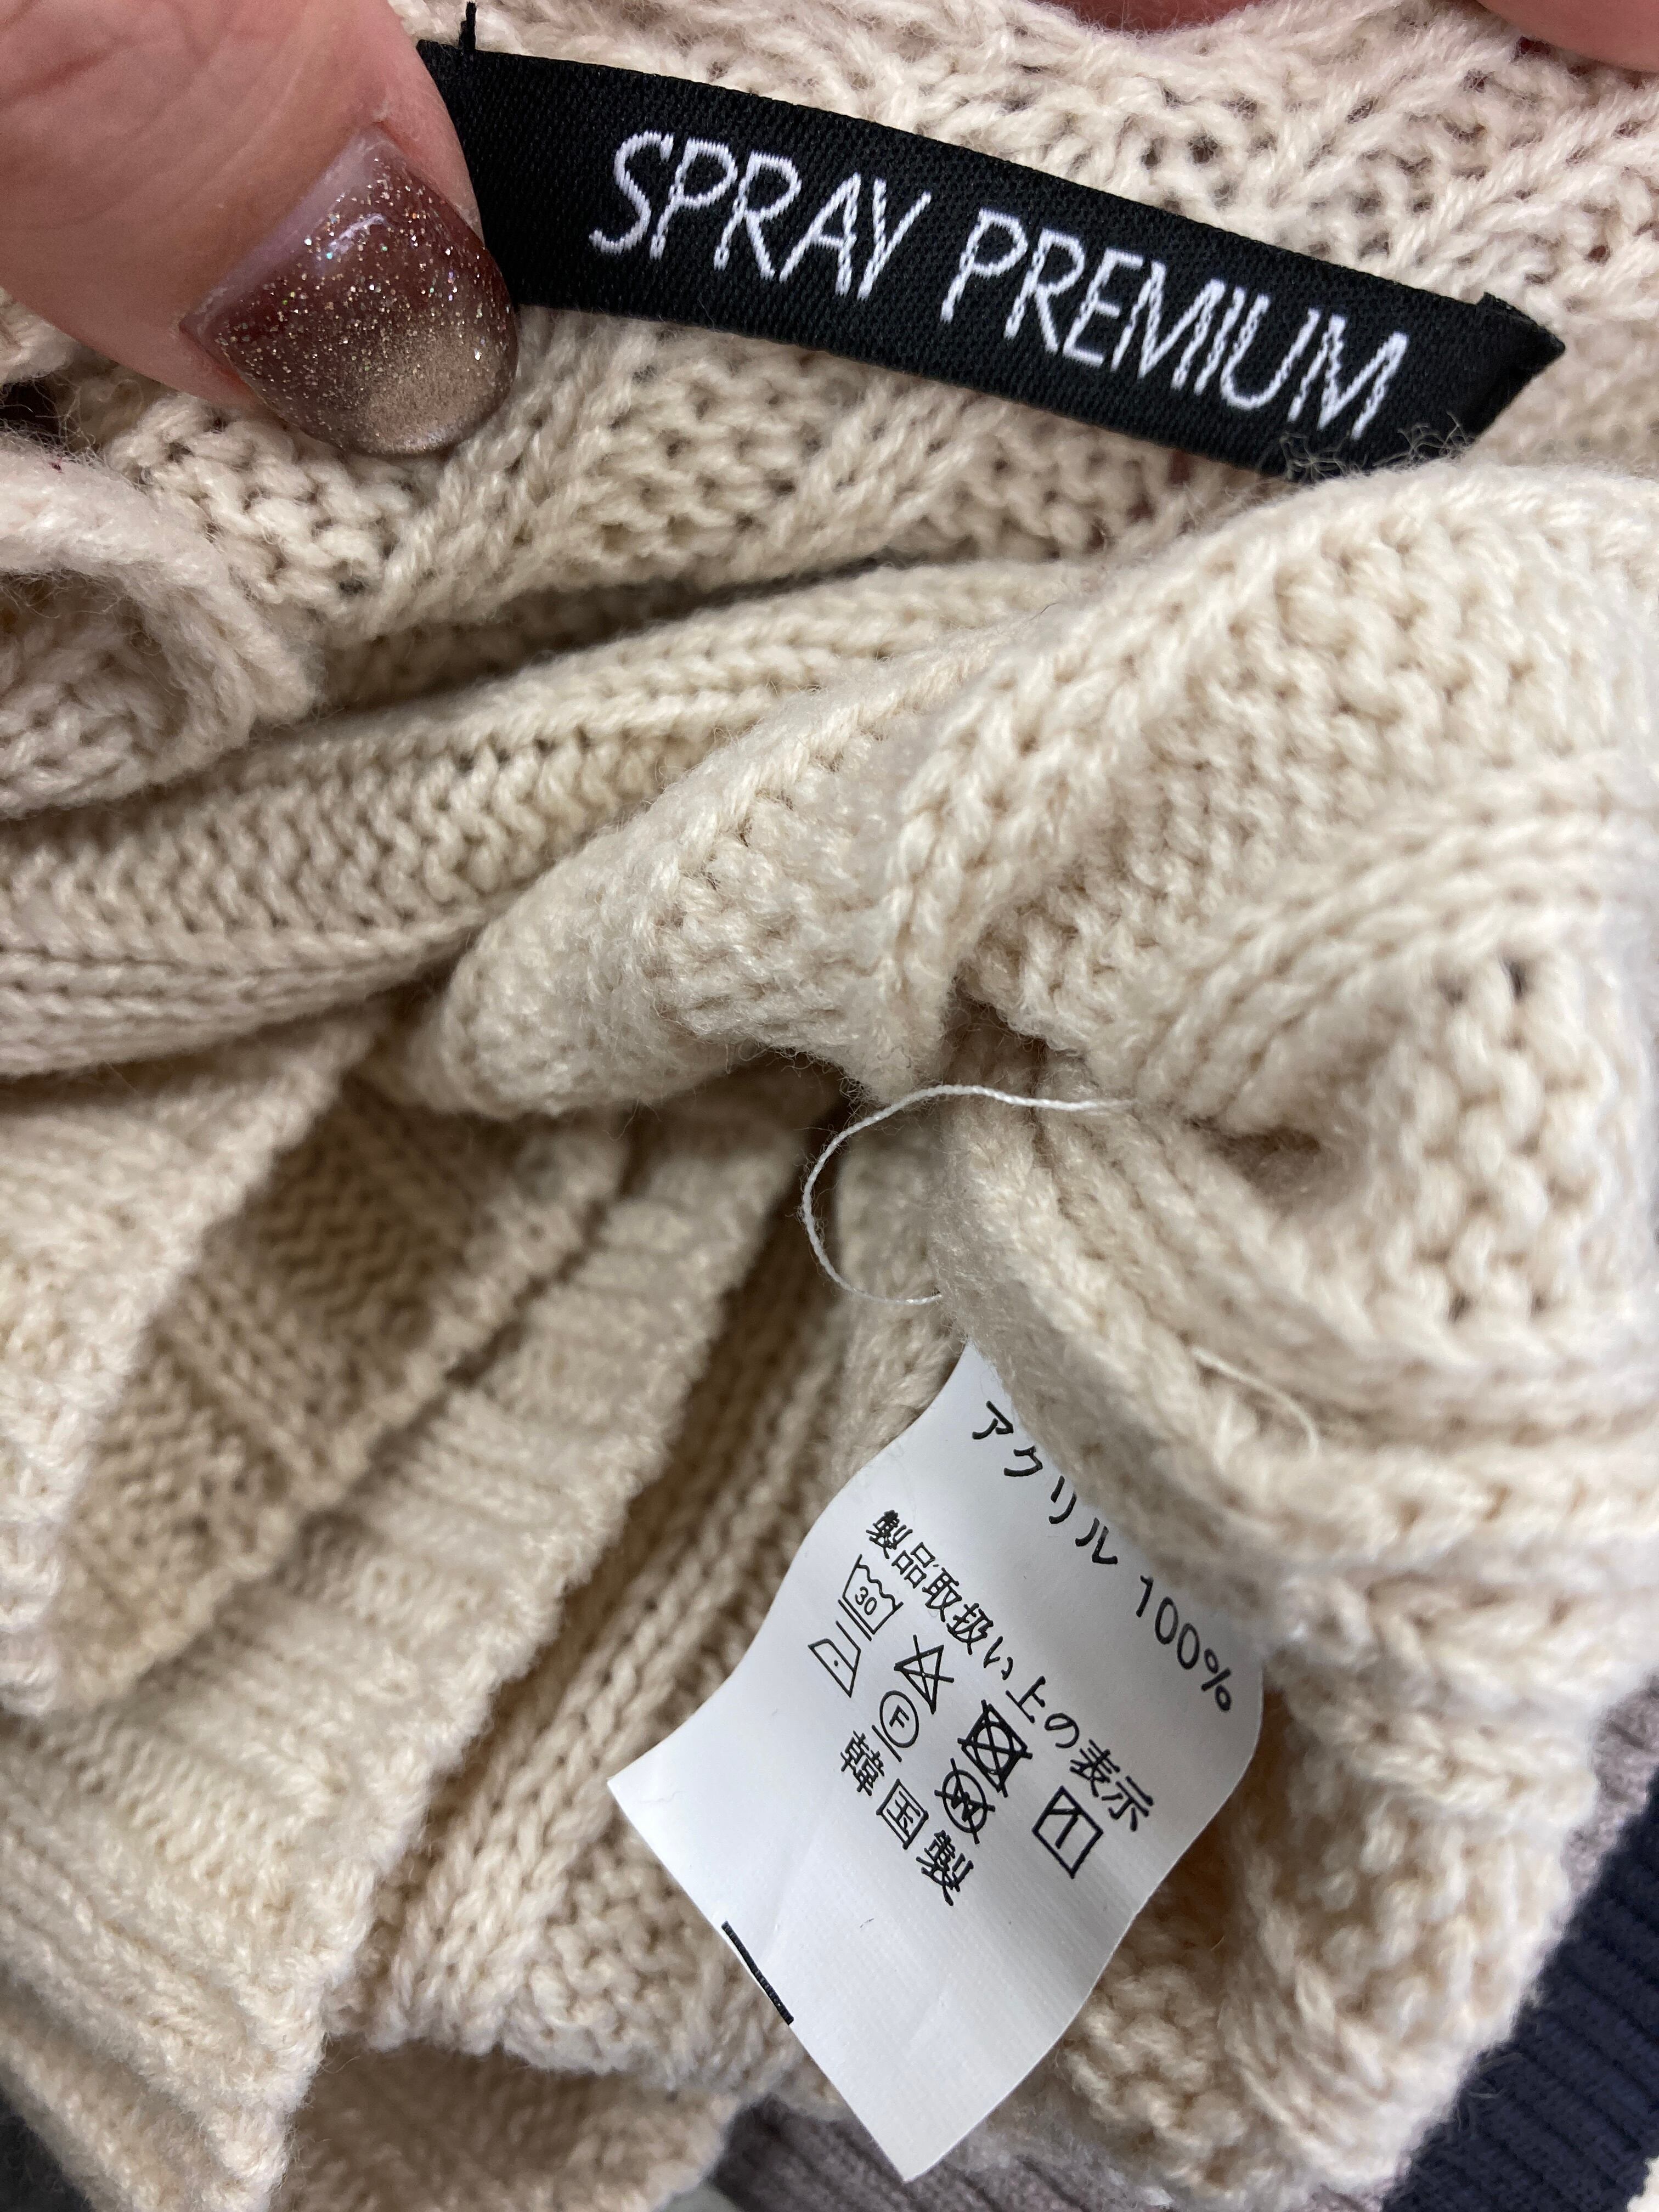 SPRAY PREMIUM
アクリル 100%
製品取扱い上の表示
30
F W
韓国製